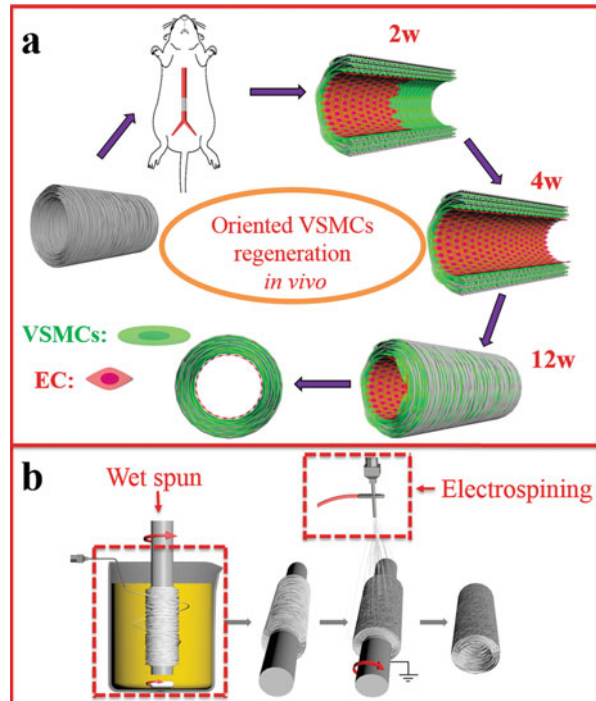 a
2w
4w
Oriented VSMCs
regeneration
in vivo
VSMCs:
EC:
12w
b
Wet spun
Electrospining